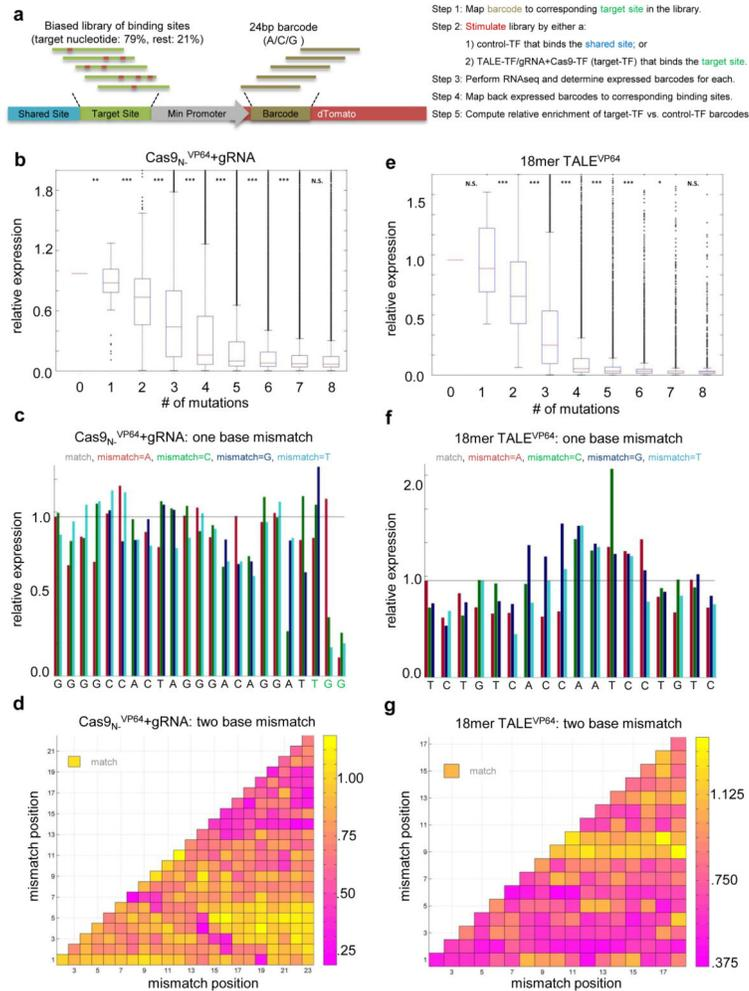 a
Biased library of binding sites
(target nucleotide: 79%, rest: 21%)
24bp barcode
(A/C/G )
Shared Site
Target Site
Min Promoter
Barcode
dTomato
Step 1: Map barcode to corresponding target site in the library.
Step 2: Stimulate library by either a:
1) control-TF that binds the shared site; or
2) TALE-TF/gRNA+Cas9-TF (target-TF) that binds the target site.
Step 3: Perform RNAseq and determine expressed barcodes for each.
Step 4: Map back expressed barcodes to corresponding binding sites.
Step 5: Compute relative enrichment of target-TF vs. control-TF barcodes
b
Cas9N-VP64+gRNA
relative expression
1.8
1.2
0.6
0.0
** *** *** *** *** *** *** N.S.
0 1 2 3 4 5 6 7 8
# of mutations
e
18mer TALEVP64
relative expression
1.5
1.0
0.5
0.0
N.S. *** *** *** *** *** * N.S.
0 1 2 3 4 5 6 7 8
# of mutations
c
Cas9N-VP64+gRNA: one base mismatch
match, mismatch=A, mismatch=C, mismatch=G, mismatch=T
relative expression
1.0
0.5
0.0
G G G G C C A C T A G G G A C A G G A T T G G
f
18mer TALEVP64: one base mismatch
match, mismatch=A, mismatch=C, mismatch=G, mismatch=T
relative expression
2.0
1.0
0.0
T C T G T C A C C A A T C C T G T C
d
Cas9N-VP64+gRNA: two base mismatch
match
mismatch position
21
19
17
15
13
11
9
7
5
3
1
3 5 7 9 11 13 15 17 19 21 23
mismatch position
1.00
.75
.50
.25
g
18mer TALEVP64: two base mismatch
match
mismatch position
17
15
13
11
9
7
5
3
1
3 5 7 9 11 13 15 17
mismatch position
1.125
.750
.375